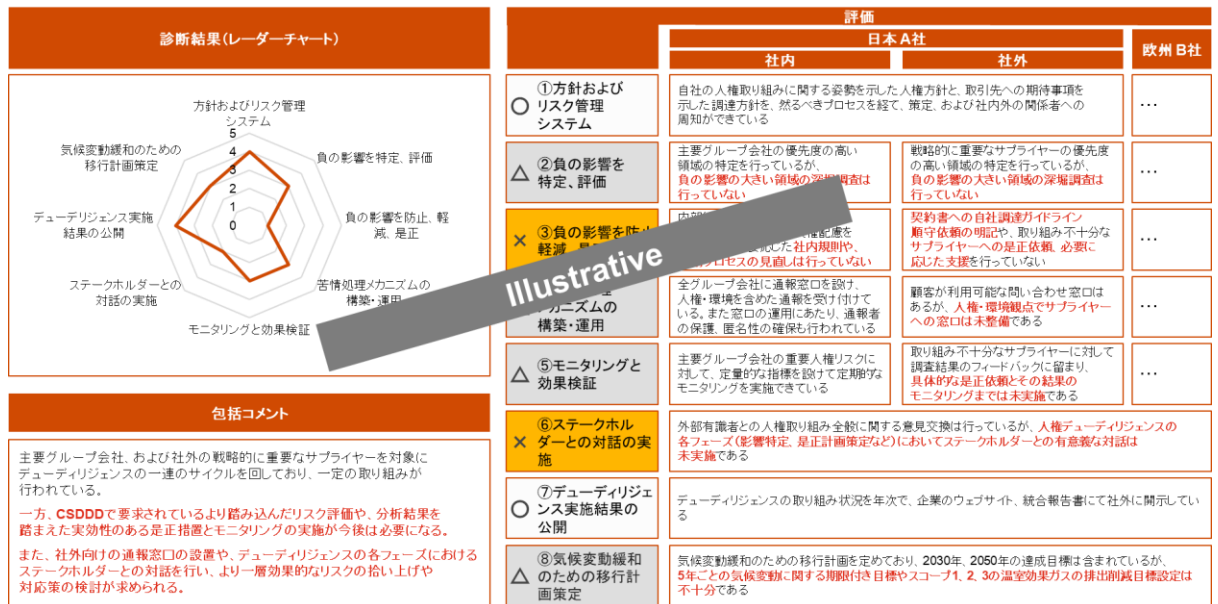 診断結果(レーダーチャート)
方針およびリスク管理
システム
負の影響を特定、評価
負の影響を防止、軽
減、是正
苦情処理メカニズムの
構築・運用
モニタリングと効果検証
ステークホルダーとの
対話の実施
デューデリジェンス実施
結果の公開
気候変動緩和のための
移行計画策定
5
4
3
2
1
0
包括コメント
主要グループ会社、および社外の戦略的に重要なサプライヤーを対象に
デューディリジェンスの一連のサイクルを回しており、一定の取り組みが
行われている。
一方、CSDDDで要求されているより踏み込んだリスク評価や、分析結果を
踏まえた実効性のある是正措置とモニタリングの実施が今後は必要になる。
また、社外向けの通報窓口の設置や、デューディリジェンスの各フェーズにおける
ステークホルダーとの対話を行い、より一層効果的なリスクの拾い上げや
対応策の検討が求められる。
評価
日本A社
欧州B社
社内
社外
○
①方針および
リスク管理
システム
自社の人権取り組みに関する姿勢を示した人権方針と、取引先への期待事項を
示した調達方針を、然るべきプロセスを経て、策定、および社内外の関係者への
周知ができている
…
△
②負の影響を
特定、評価
主要グループ会社の優先度の高い
領域の特定を行っているが、
負の影響の大きい領域の深堀調査は
行っていない
戦略的に重要なサプライヤーの優先度
の高い領域の特定を行っているが、
負の影響の大きい領域の深堀調査は
行っていない
…
×
③負の影響を防止
軽減
権配慮を
した社内規則や、
プロセスの見直しは行っていない
契約書への自社調達ガイドライン
順守依頼の明記や、取り組み不十分な
サプライヤーへの是正依頼、必要に
応じた支援を行っていない
…
カニズムの
構築・運用
全グループ会社に通報窓口を設け、
人権・環境を含めた通報を受け付けて
いる。また窓口の運用にあたり、通報者
の保護、匿名性の確保も行われている
顧客が利用可能な問い合わせ窓口は
あるが、人権・環境観点でサプライヤー
への窓口は未整備である
…
△
⑤モニタリングと
効果検証
主要グループ会社の重要人権リスクに
対して、定量的な指標を設けて定期的な
モニタリングを実施できている
取り組み不十分なサプライヤーに対して
調査結果のフィードバックに留まり、
具体的な是正依頼とその結果の
モニタリングまでは未実施である
…
×
⑥ステークホル
ダーとの対話の実
施
外部有識者との人権取り組み全般に関する意見交換は行っているが、人権デューディリジェンスの
各フェーズ(影響特定、是正計画策定など)においてステークホルダーとの有意義な対話は
未実施である
○
⑦デューディリジェ
ンス実施結果の
公開
デューディリジェンスの取り組み状況を年次で、企業のウェブサイト、統合報告書にて社外に開示してい
る
△
⑧気候変動緩和
のための移行計
画策定
気候変動緩和のための移行計画を定めており、2030年、2050年の達成目標は含まれているが、
5年ごとの気候変動に関する期限付き目標やスコープ1、2、3の温室効果ガスの排出削減目標設定は
不十分である
Illustrative